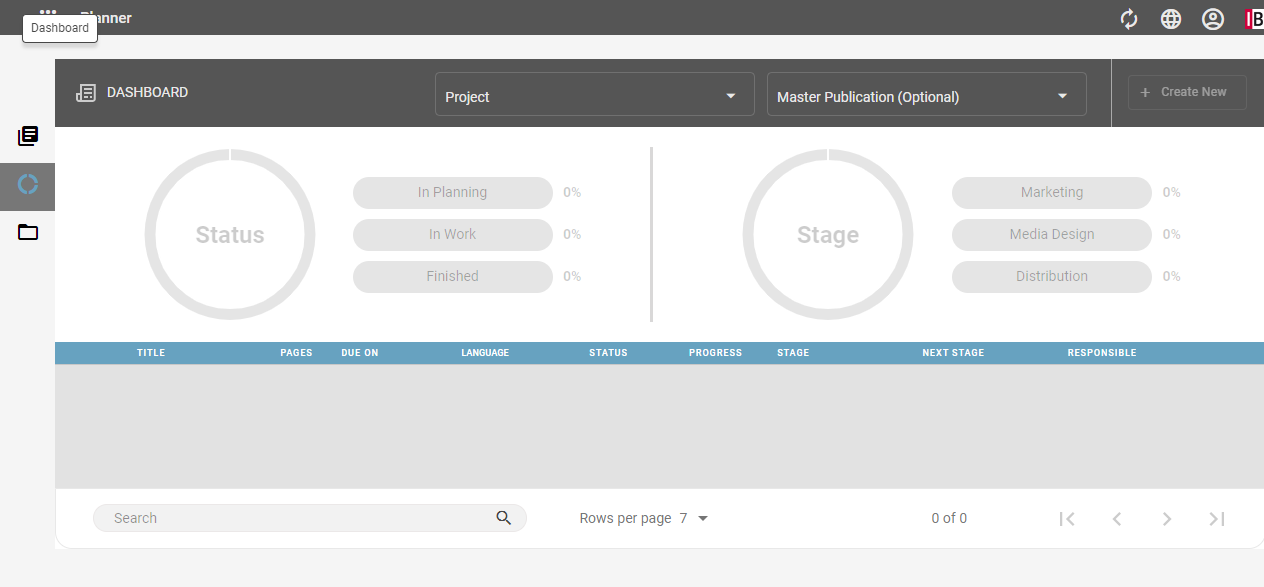 Planner
Dashboard
IB
DASHBOARD
Project
Master Publication (Optional)
+ Create New
Status
In Planning 0%
In Work 0%
Finished 0%
Stage
Marketing 0%
Media Design 0%
Distribution 0%
TITLE PAGES DUE ON LANGUAGE STATUS PROGRESS STAGE NEXT STAGE RESPONSIBLE
Search Rows per page 7 0 of 0